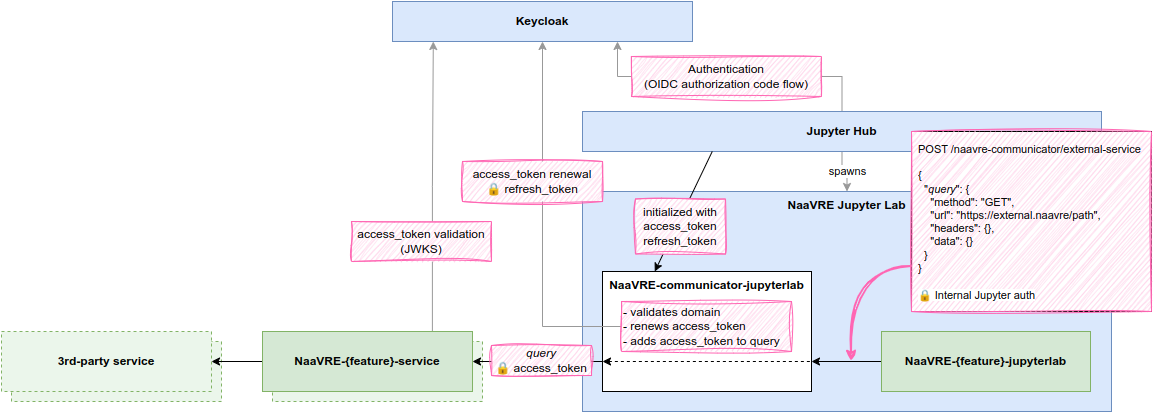 Keycloak
Authentication
(OIDC authorization code flow)
Jupyter Hub
POST /naavre-communicator/external-service
{
"query": {
"method": "GET",
"url": "https://external.naavre/path",
"headers": {},
"data": {}
}
}
🔒 Internal Jupyter auth
spawns
access_token renewal
🔒 refresh_token
NaaVRE Jupyter Lab
initialized with
access_token
refresh_token
access_token validation
(JWKS)
NaaVRE-communicator-jupyterlab
- validates domain
- renews access_token
- adds access_token to query
3rd-party service
NaaVRE-{feature}-service
query
🔒 access_token
NaaVRE-{feature}-jupyterlab